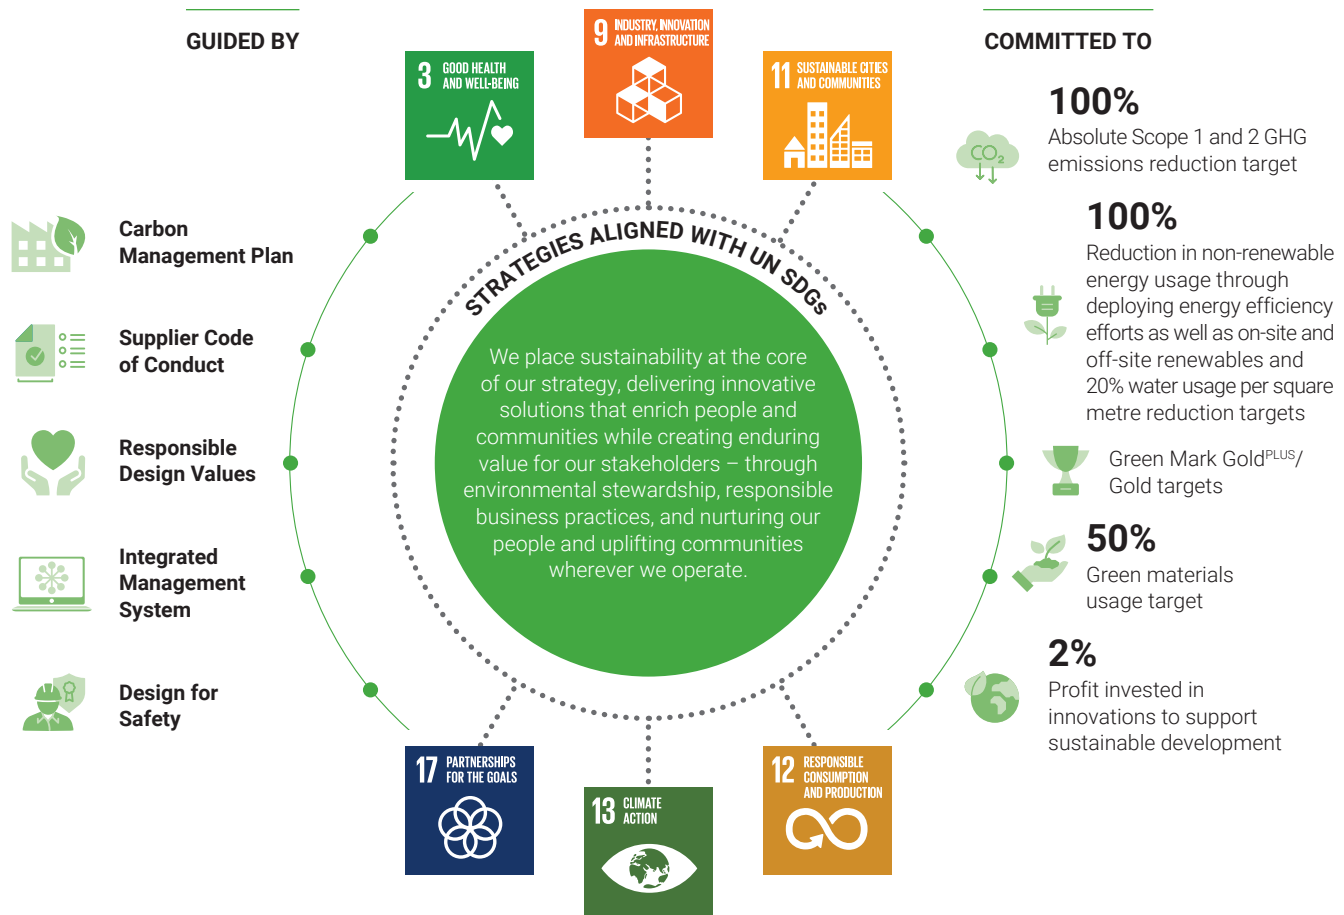 GUIDED BY
Carbon
Management Plan
Supplier Code
of Conduct
Responsible
Design Values
Integrated
Management
System
Design for
Safety
3 GOOD HEALTH
AND WELL-BEING
9 INDUSTRY, INNOVATION
AND INFRASTRUCTURE
11 SUSTAINABLE CITIES
AND COMMUNITIES
STRATEGIES ALIGNED WITH UN SDGs
We place sustainability at the core
of our strategy, delivering innovative
solutions that enrich people and
communities while creating enduring
value for our stakeholders – through
environmental stewardship, responsible
business practices, and nurturing our
people and uplifting communities
wherever we operate.
17 PARTNERSHIPS
FOR THE GOALS
13 CLIMATE
ACTION
12 RESPONSIBLE
CONSUMPTION
AND PRODUCTION
COMMITTED TO
CO₂
100%
Absolute Scope 1 and 2 GHG
emissions reduction target
100%
Reduction in non-renewable
energy usage through
deploying energy efficiency
efforts as well as on-site and
off-site renewables and
20% water usage per square
metre reduction targets
Green Mark Gold^PLUS/
Gold targets
50%
Green materials
usage target
2%
Profit invested in
innovations to support
sustainable development